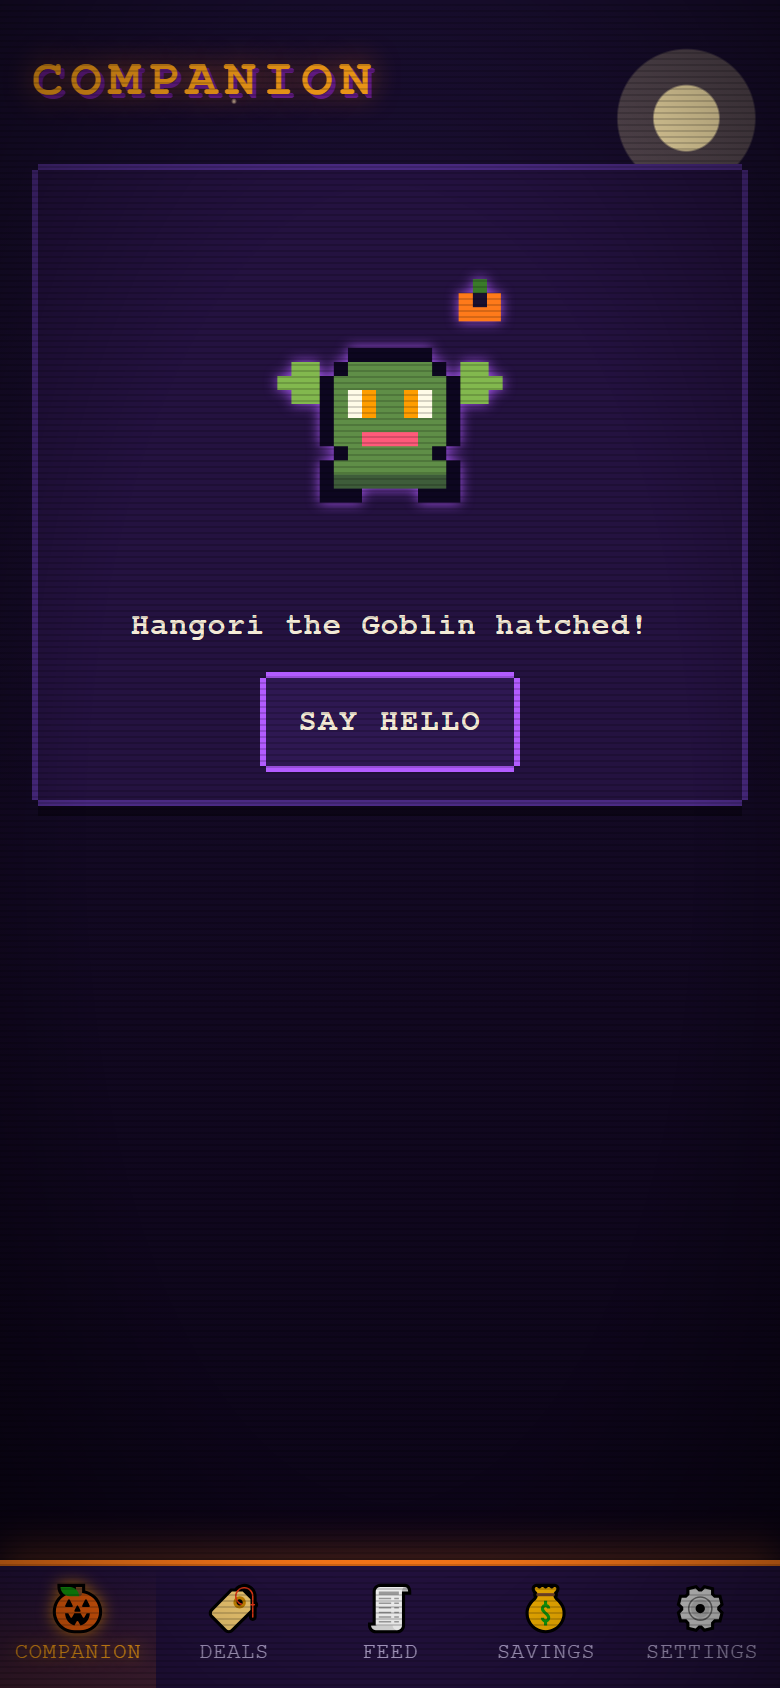 COMPANION
Hangori the Goblin hatched!
SAY HELLO
COMPANION
DEALS
FEED
SAVINGS
SETTINGS